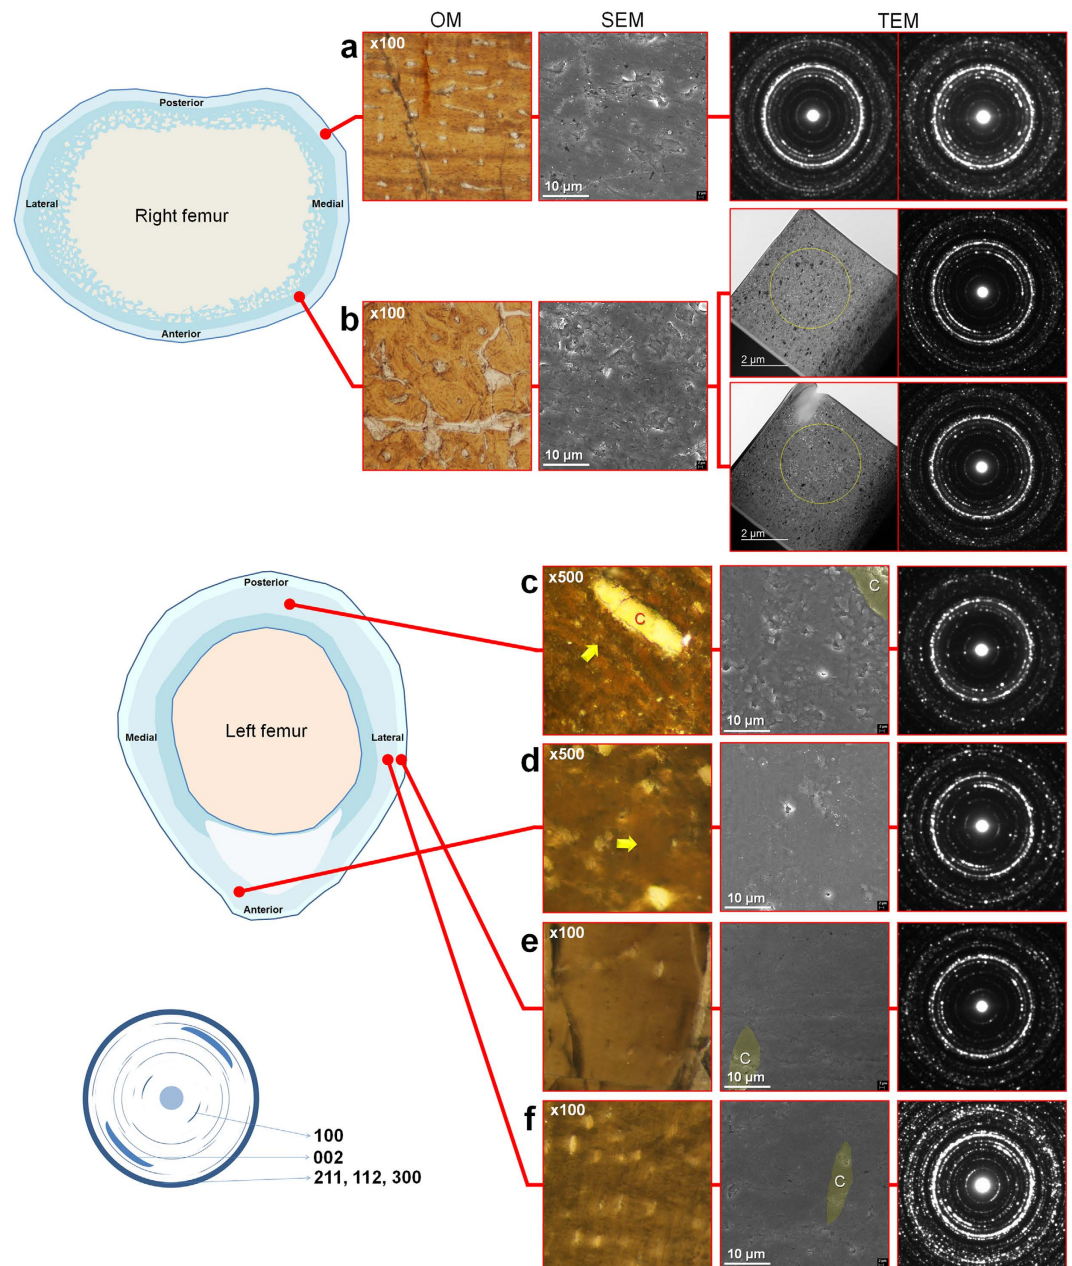 OM
SEM
TEM
a
x100
10 µm
Posterior
Lateral
Right femur
Medial
Anterior
b
x100
10 µm
2 µm
2 µm
c
x500
C
C
10 µm
Posterior
Medial
Left femur
Lateral
Anterior
d
x500
10 µm
e
x100
C
10 µm
f
x100
C
10 µm
100
002
211, 112, 300